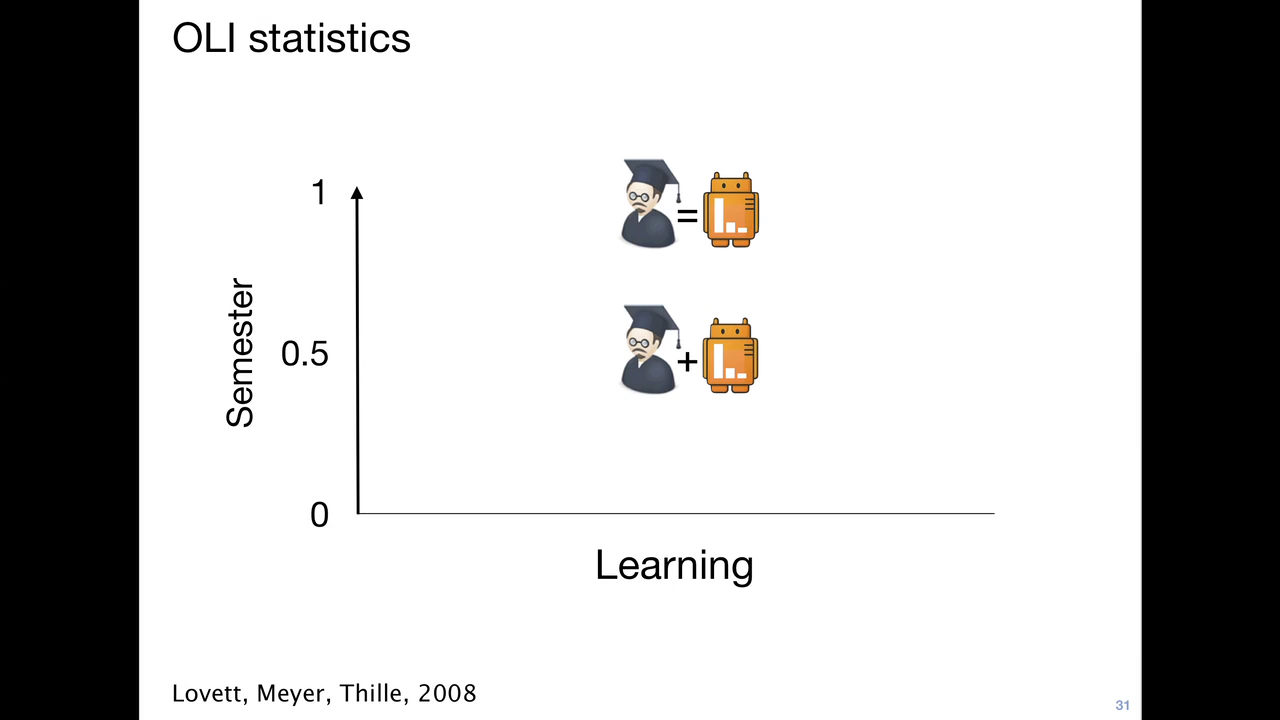 OLI statistics
1
=
Semester
0.5
+
0
Learning
Lovett, Meyer, Thille, 2008
31